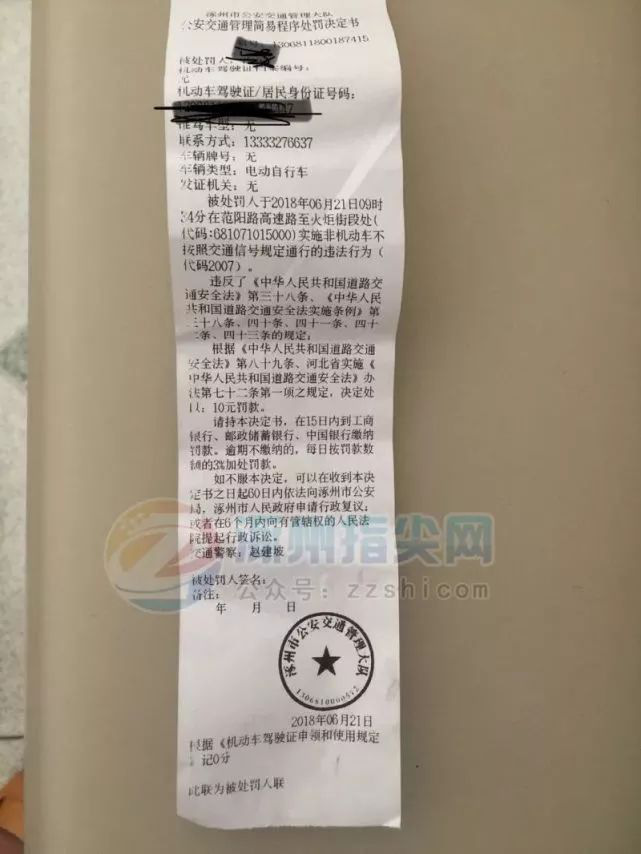 涿州市公安交通管理大队
公安交通管理简易程序处罚决定书
编号:130681180018741­5
被处罚人:
机动车驾驶证档案编号:
无
机动车驾驶证/居民身份证号码:
准驾车型: 无
联系方式: 13333276637
车辆牌号: 无
车辆类型: 电动自行车
发证机关: 无
被处罚人于2018年06月21日09时
34分在范阳路高速路至火炬街段处(
代码:681071015000)实施非机动车不
按照交通信号规定通行的违法行为(
代码2007)。
违反了《中华人民共和国道路交
通安全法》第三十八条、《中华人民
共和国道路交通安全法实施条例》第
三十八条、四十条、四十一条、四十
二条、四十三条的规定;
根据《中华人民共和国道路交通
安全法》第八十九条、河北省实施《
中华人民共和国道路交通安全法》办
法第七十二条第一项之规定, 决定处
以: 10元罚款。
请持本决定书, 在15日内到工商
银行、邮政储蓄银行、中国银行缴纳
罚款。逾期不缴纳的, 每日按罚款数
额的3%加处罚款。
如不服本决定, 可以在收到本决
定书之日起60日内依法向涿州市公安
局, 涿州市人民政府申请行政复议;
或者在6个月内向有管辖权的人民法
院提起行政诉讼。
交通警察: 赵建坡
涿州指尖网
公众号: zzshi.com
被处罚人签名:
备注:
年 月 日
涿州市公安交通管理大队
1306810000552
2018年06月21日
根据《机动车驾驶证申领和使用规定
记0分
此联为被处罚人联